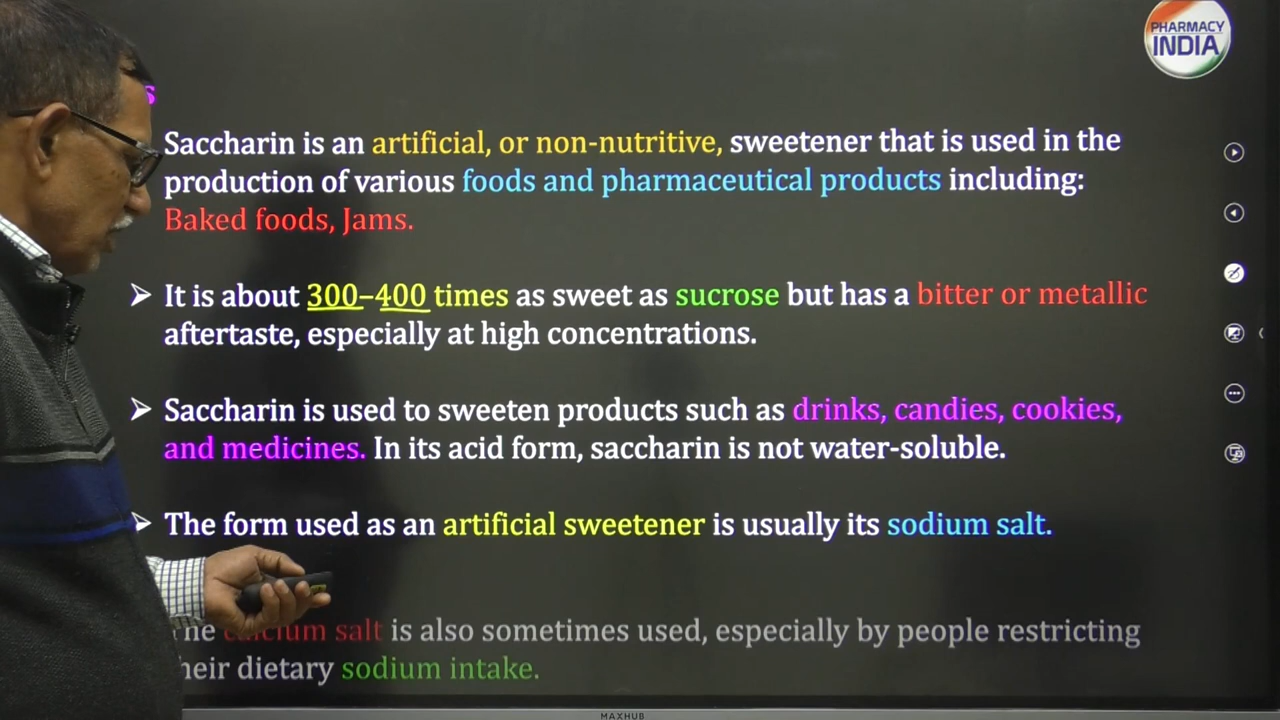 PHARMACY
INDIA
s
Saccharin is an artificial, or non-nutritive, sweetener that is used in the
production of various foods and pharmaceutical products including:
Baked foods, Jams.
➢ It is about 300–400 times as sweet as sucrose but has a bitter or metallic
aftertaste, especially at high concentrations.
➢ Saccharin is used to sweeten products such as drinks, candies, cookies,
and medicines. In its acid form, saccharin is not water-soluble.
➢ The form used as an artificial sweetener is usually its sodium salt.
The calcium salt is also sometimes used, especially by people restricting
their dietary sodium intake.
MAXHUB